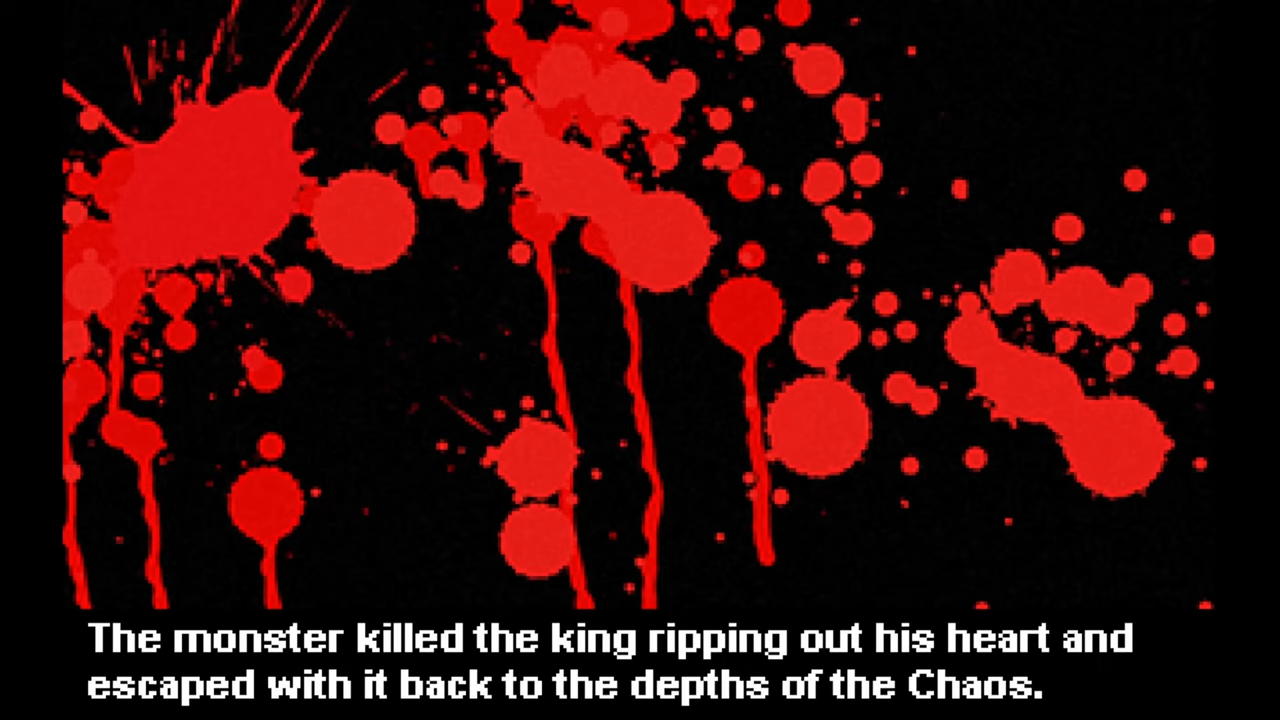 The monster killed the king ripping out his heart and
escaped with it back to the depths of the Chaos.